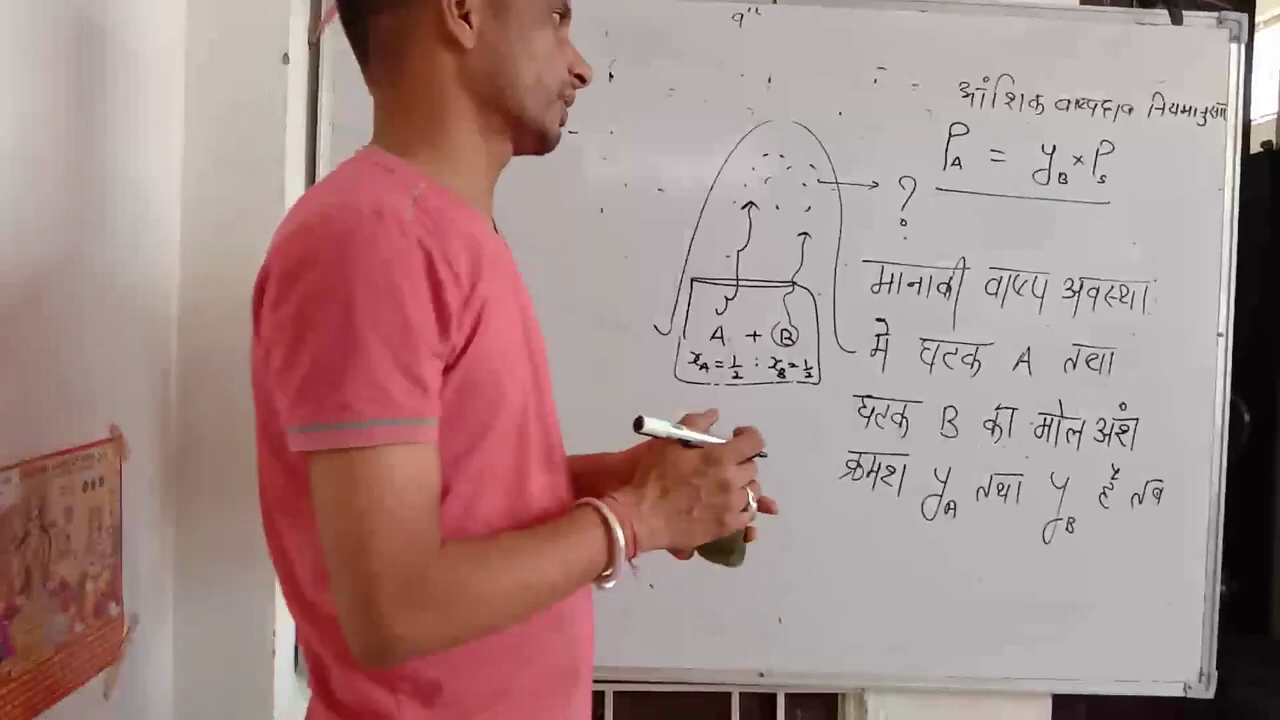 आंशिक वाष्पदाब नियमानुसार
P_A = y_B × P_s
?
A + B
x_A = 1/2 : x_B = 1/2
मानाकी वाष्प अवस्था
मे घटक A तथा
घटक B का मोल अंश
क्रमश y_A तथा y_B है तब